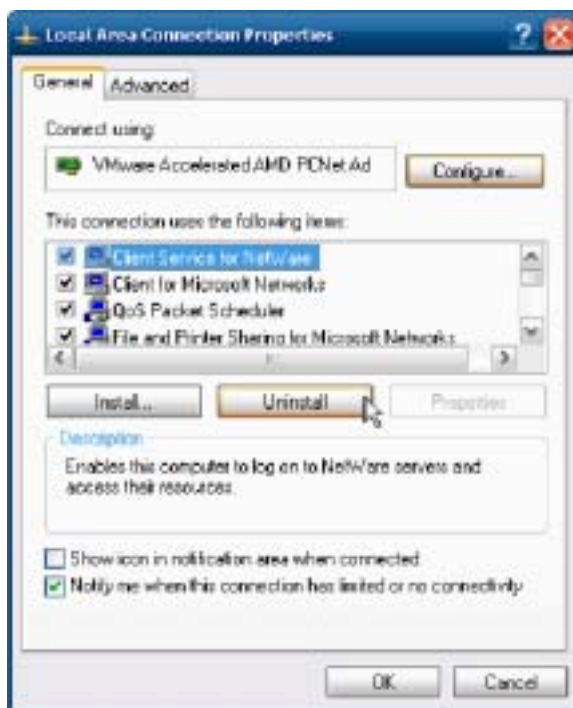 Local Area Connection Properties
General
Advanced
Connect using:
VMware Accelerated AMD PCNet Ad
Configure...
This connection uses the following items:
Client Service for NetWare
Client for Microsoft Networks
QoS Packet Scheduler
File and Printer Sharing for Microsoft Networks
Install...
Uninstall
Properties
Description
Enables this computer to log on to NetWare servers and
access their resources.
Show icon in notification area when connected
Notify me when this connection has limited or no connectivity
OK
Cancel